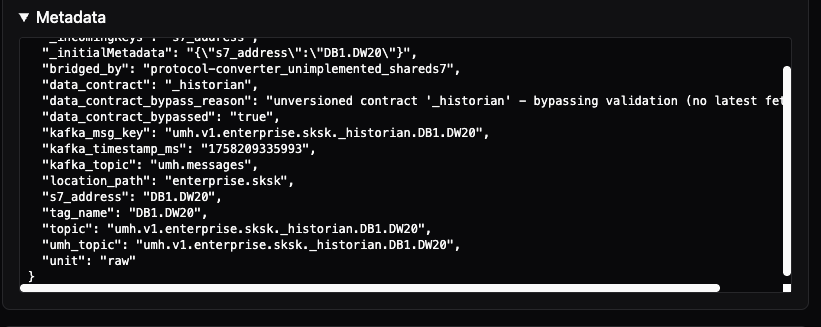 ▼ Metadata
"_incomingKeys": "s7_address",
"_initialMetadata": "{\"s7_address\":\"DB1.DW20\"}",
"bridged_by": "protocol-converter_unimplemented_shareds7",
"data_contract": "_historian",
"data_contract_bypass_reason": "unversioned contract '_historian' - bypassing validation (no latest fet
"data_contract_bypassed": "true",
"kafka_msg_key": "umh.v1.enterprise.sksk._historian.DB1.DW20",
"kafka_timestamp_ms": "1758209335993",
"kafka_topic": "umh.messages",
"location_path": "enterprise.sksk",
"s7_address": "DB1.DW20",
"tag_name": "DB1.DW20",
"topic": "umh.v1.enterprise.sksk._historian.DB1.DW20",
"umh_topic": "umh.v1.enterprise.sksk._historian.DB1.DW20",
"unit": "raw"
}